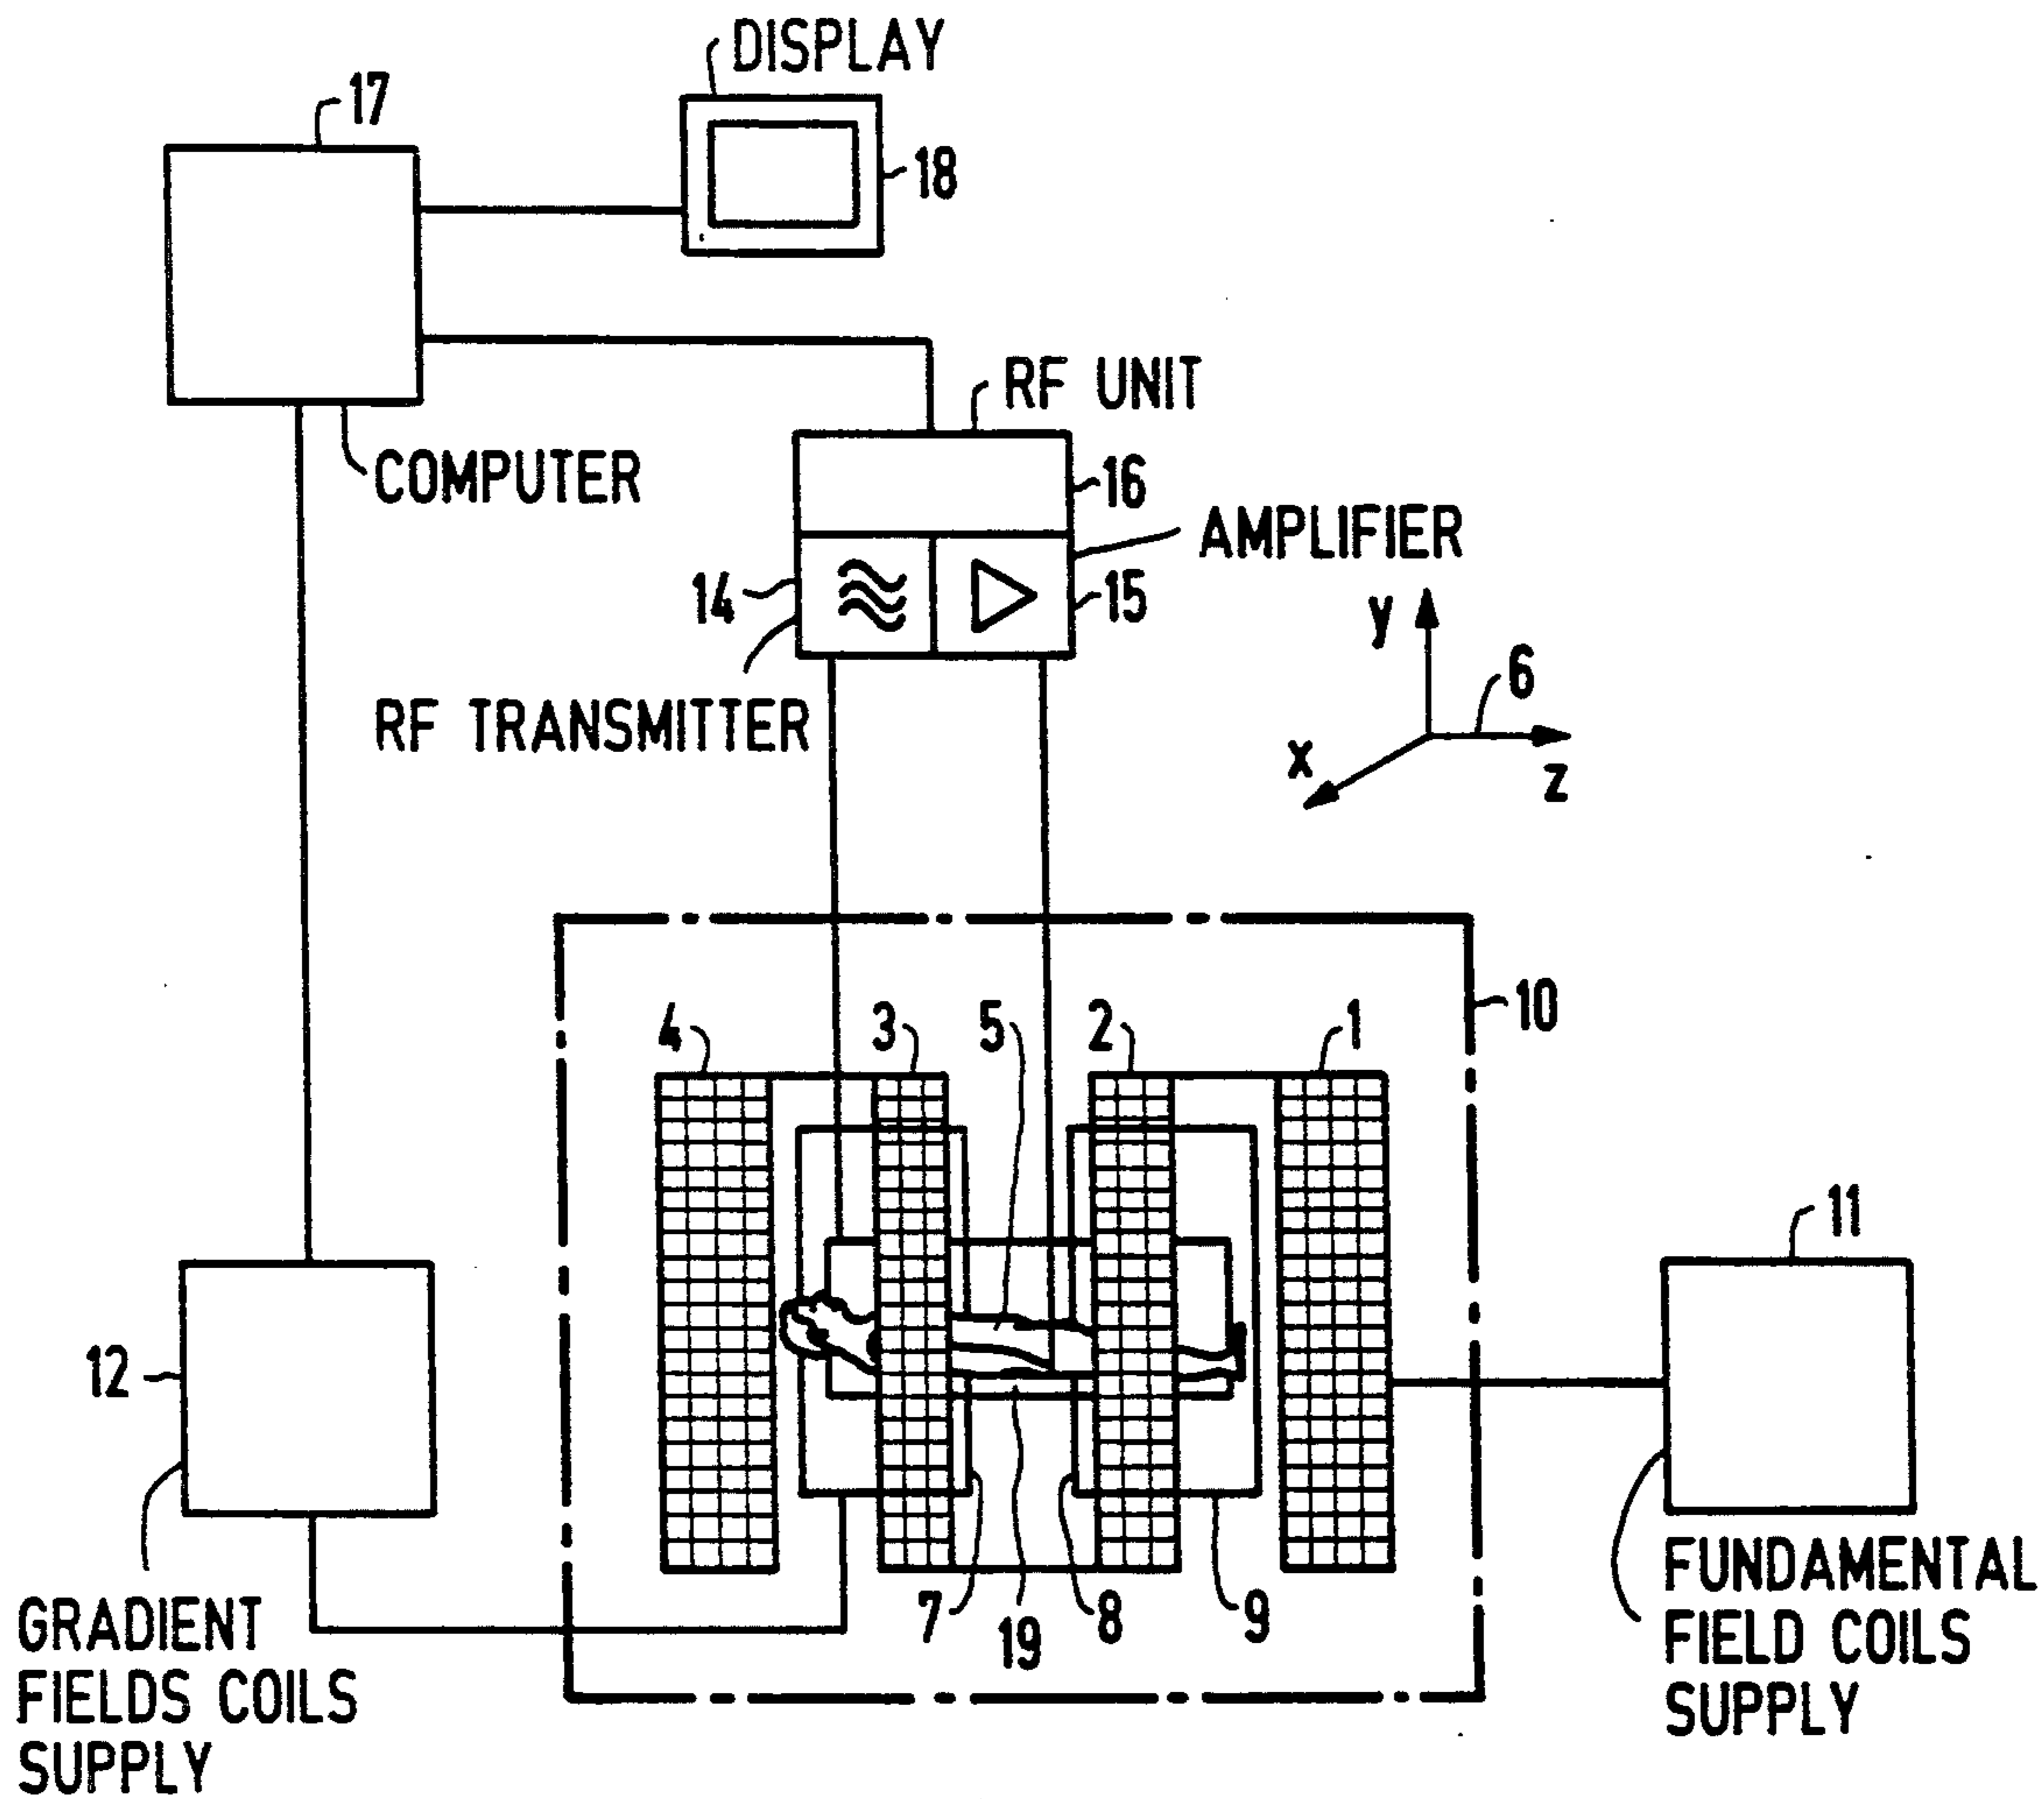 DISPLAY
17
18
RF UNIT
COMPUTER
16
AMPLIFIER
14
15
y
6
RF TRANSMITTER
x
z
10
4
3
5
2
1
11
12
7
8
9
19
GRADIENT
FIELDS COILS
SUPPLY
FUNDAMENTAL
FIELD COILS
SUPPLY